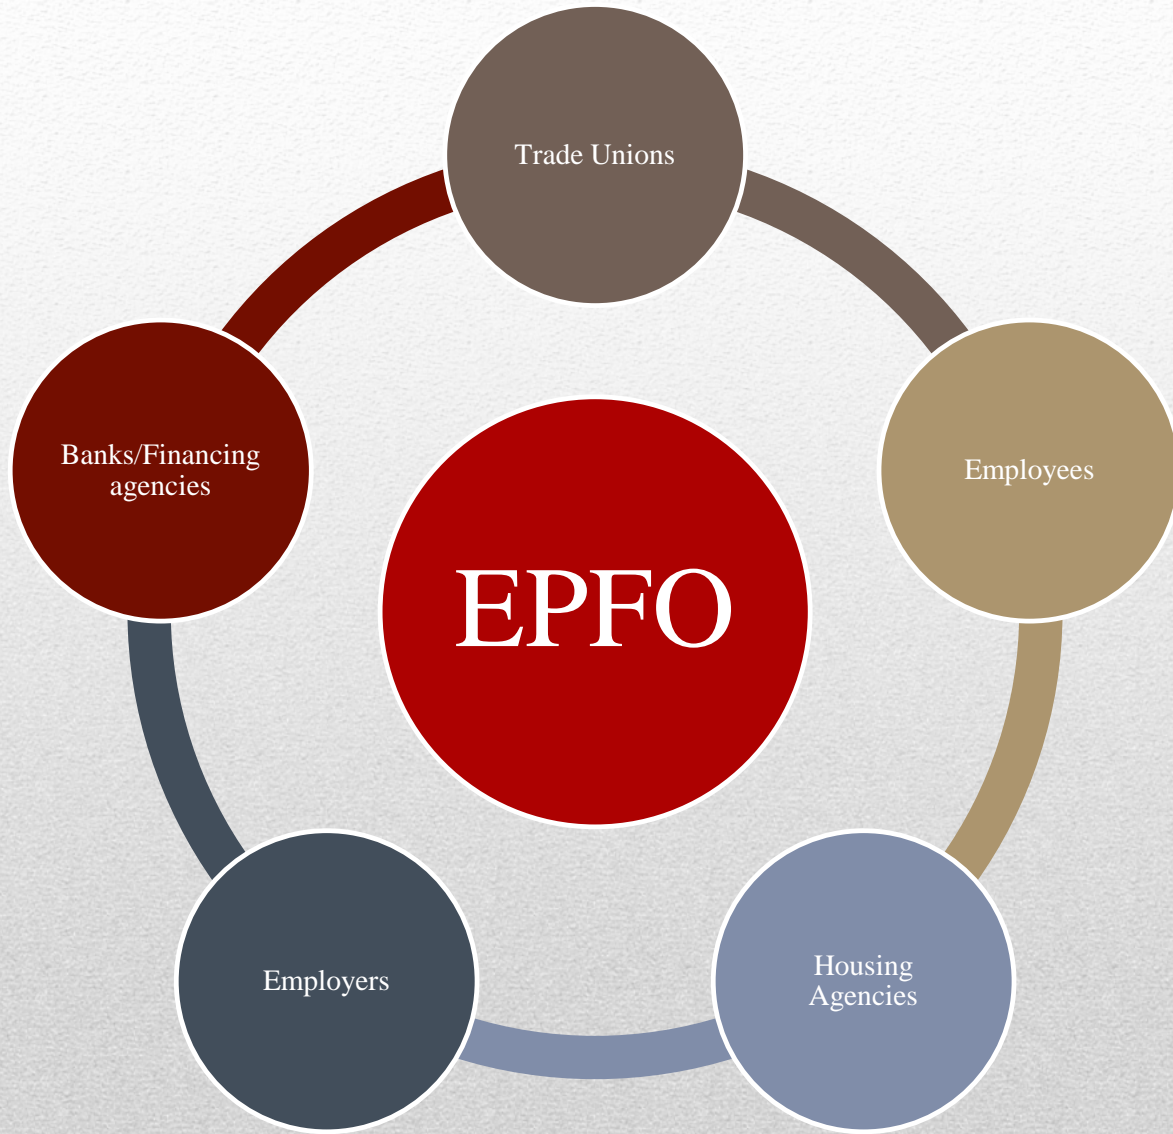 Trade Unions
Employees
Housing
Agencies
Employers
Banks/Financing
agencies
EPFO